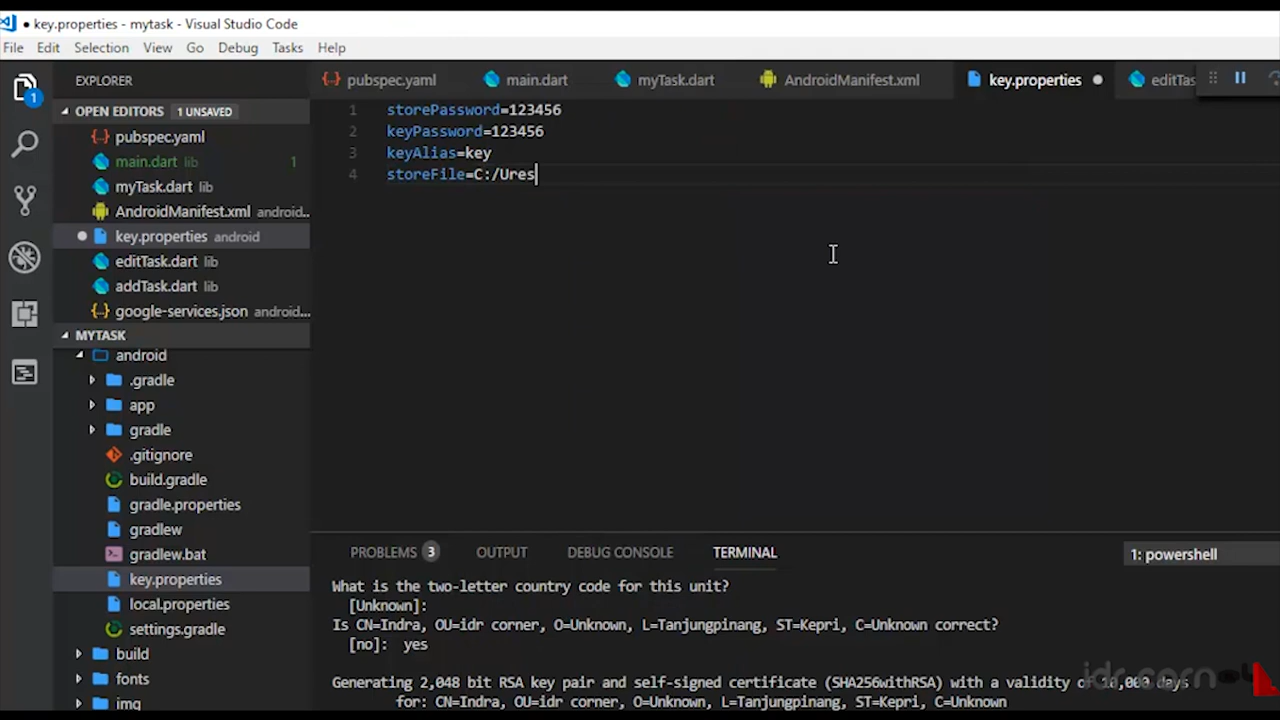 key.properties - mytask - Visual Studio Code
File Edit Selection View Go Debug Tasks Help
EXPLORER
pubspec.yaml main.dart myTask.dart AndroidManifest.xml key.properties editTas
OPEN EDITORS 1 UNSAVED
pubspec.yaml
main.dart lib 1
myTask.dart lib
AndroidManifest.xml android...
key.properties android
editTask.dart lib
addTask.dart lib
google-services.json android...
MYTASK
android
.gradle
app
gradle
.gitignore
build.gradle
gradle.properties
gradlew
gradlew.bat
key.properties
local.properties
settings.gradle
build
fonts
img
1
1 storePassword=123456
2 keyPassword=123456
3 keyAlias=key
4 storeFile=C:/Ures
PROBLEMS 3 OUTPUT DEBUG CONSOLE TERMINAL 1: powershell
What is the two-letter country code for this unit?
[Unknown]:
Is CN=Indra, OU=idr corner, O=Unknown, L=Tanjungpinang, ST=Kepri, C=Unknown correct?
[no]: yes
Generating 2,048 bit RSA key pair and self-signed certificate (SHA256withRSA) with a validity of 10,000 days
for: CN=Indra, OU=idr corner, O=Unknown, L=Tanjungpinang, ST=Kepri, C=Unknown